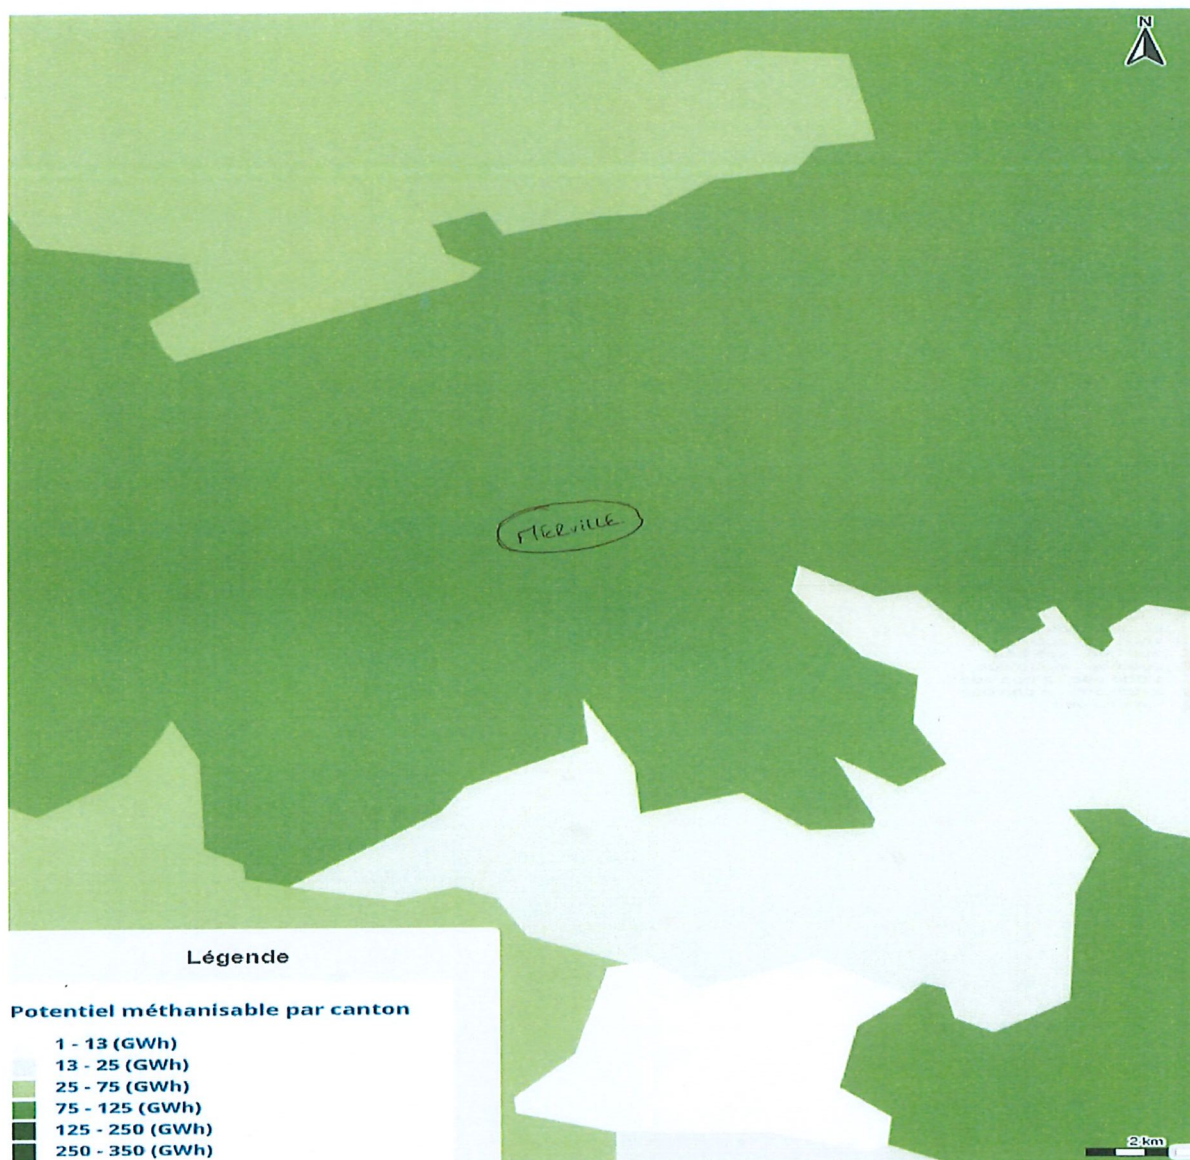 N
MERVILLE
Légende
Potentiel méthanisable par canton
1 - 13 (GWh)
13 - 25 (GWh)
25 - 75 (GWh)
75 - 125 (GWh)
125 - 250 (GWh)
250 - 350 (GWh)
2 km